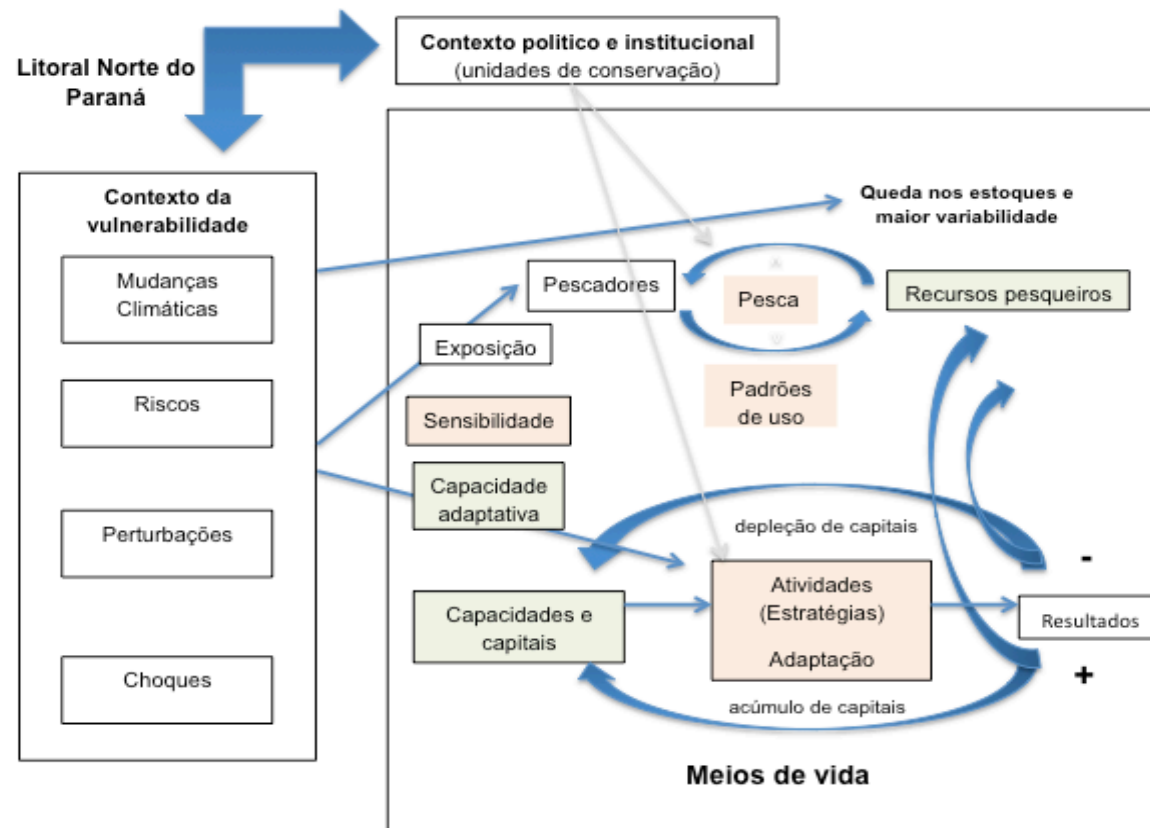 Litoral Norte do
Paraná
Contexto politico e institucional
(unidades de conservação)
Contexto da
vulnerabilidade
Mudanças
Climáticas
Riscos
Perturbações
Choques
Queda nos estoques e
maior variabilidade
Pescadores
Pesca
Recursos pesqueiros
Exposição
Padrões
de uso
Sensibilidade
Capacidade
adaptativa
depleção de capitais
-
Capacidades e
capitais
Atividades
(Estratégias)
Adaptação
Resultados
+
acúmulo de capitais
Meios de vida